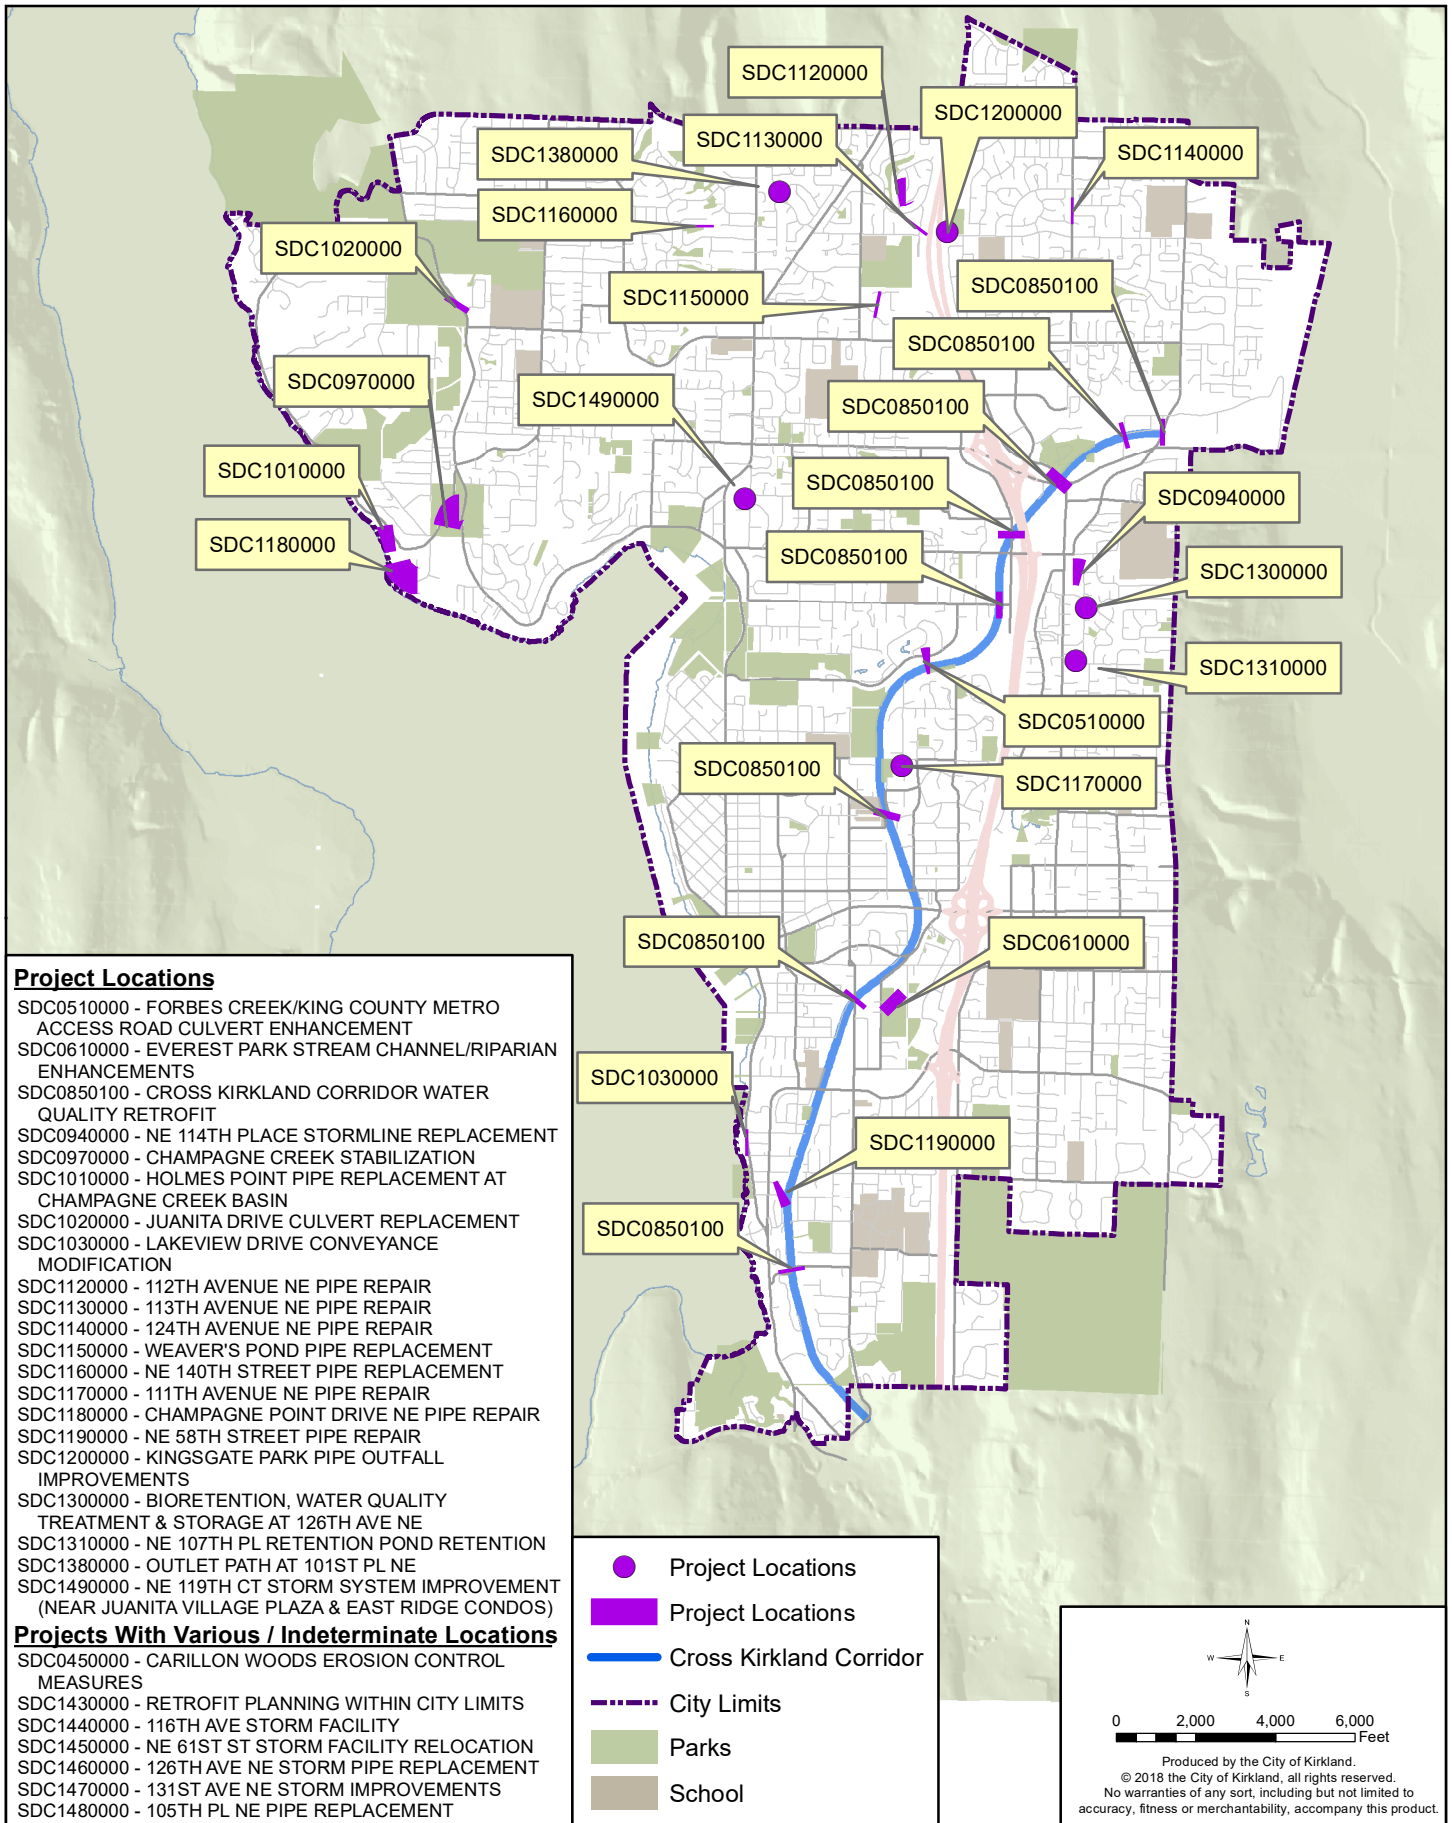 SDC1120000
SDC1200000
SDC1130000
SDC1380000
SDC1140000
SDC1160000
SDC1020000
SDC0850100
SDC1150000
SDC0850100
SDC0970000
SDC1490000
SDC0850100
SDC1010000
SDC0850100
SDC0940000
SDC1180000
SDC0850100
SDC1300000
SDC1310000
SDC0510000
SDC0850100
SDC1170000
SDC0850100
SDC0610000
SDC1030000
SDC1190000
SDC0850100
Project Locations
SDC0510000 - FORBES CREEK/KING COUNTY METRO
ACCESS ROAD CULVERT ENHANCEMENT
SDC0610000 - EVEREST PARK STREAM CHANNEL/RIPARIAN
ENHANCEMENTS
SDC0850100 - CROSS KIRKLAND CORRIDOR WATER
QUALITY RETROFIT
SDC0940000 - NE 114TH PLACE STORMLINE REPLACEMENT
SDC0970000 - CHAMPAGNE CREEK STABILIZATION
SDC1010000 - HOLMES POINT PIPE REPLACEMENT AT
CHAMPAGNE CREEK BASIN
SDC1020000 - JUANITA DRIVE CULVERT REPLACEMENT
SDC1030000 - LAKEVIEW DRIVE CONVEYANCE
MODIFICATION
SDC1120000 - 112TH AVENUE NE PIPE REPAIR
SDC1130000 - 113TH AVENUE NE PIPE REPAIR
SDC1140000 - 124TH AVENUE NE PIPE REPAIR
SDC1150000 - WEAVER'S POND PIPE REPLACEMENT
SDC1160000 - NE 140TH STREET PIPE REPLACEMENT
SDC1170000 - 111TH AVENUE NE PIPE REPAIR
SDC1180000 - CHAMPAGNE POINT DRIVE NE PIPE REPAIR
SDC1190000 - NE 58TH STREET PIPE REPAIR
SDC1200000 - KINGSGATE PARK PIPE OUTFALL
IMPROVEMENTS
SDC1300000 - BIORETENTION, WATER QUALITY
TREATMENT & STORAGE AT 126TH AVE NE
SDC1310000 - NE 107TH PL RETENTION POND RETENTION
SDC1380000 - OUTLET PATH AT 101ST PL NE
SDC1490000 - NE 119TH CT STORM SYSTEM IMPROVEMENT
(NEAR JUANITA VILLAGE PLAZA & EAST RIDGE CONDOS)
Projects With Various / Indeterminate Locations
SDC0450000 - CARILLON WOODS EROSION CONTROL
MEASURES
SDC1430000 - RETROFIT PLANNING WITHIN CITY LIMITS
SDC1440000 - 116TH AVE STORM FACILITY
SDC1450000 - NE 61ST ST STORM FACILITY RELOCATION
SDC1460000 - 126TH AVE NE STORM PIPE REPLACEMENT
SDC1470000 - 131ST AVE NE STORM IMPROVEMENTS
SDC1480000 - 105TH PL NE PIPE REPLACEMENT
Project Locations
Project Locations
Cross Kirkland Corridor
City Limits
Parks
School
N
W E
S
0 2,000 4,000 6,000
Feet
Produced by the City of Kirkland.
© 2018 the City of Kirkland, all rights reserved.
No warranties of any sort, including but not limited to
accuracy, fitness or merchantability, accompany this product.